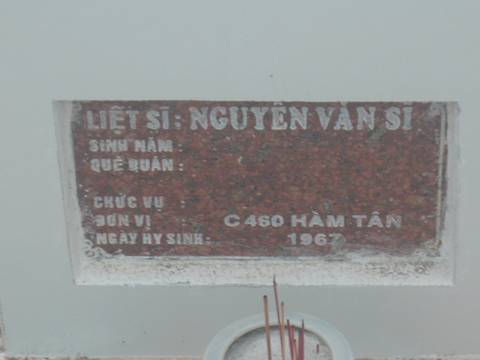 LIỆT SĨ : NGUYỄN VĂN SĨ
SINH NĂM :
QUÊ QUÁN :
CHỨC VỤ :
ĐƠN VỊ : C 460 HÀM TÂN
NGÀY HY SINH : 1967